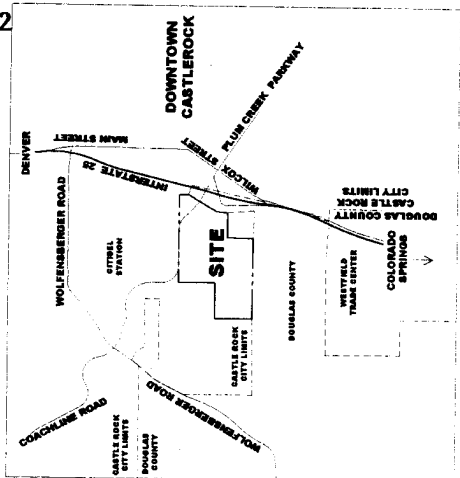 2
DENVER
MAIN STREET
DOWNTOWN
CASTLEROCK
WOLFENSBERGER ROAD
INTERSTATE 25
WILCOX STREET
PLUM CREEK PARKWAY
CITIDEL
STATION
SITE
COACHLINE ROAD
WOLFENSBERGER ROAD
CASTLE ROCK
CITY LIMITS
DOUGLAS
COUNTY
CASTLE ROCK
CITY LIMITS
DOUGLAS COUNTY
DOUGLAS COUNTY
CASTLE ROCK
CITY LIMITS
WESTFIELD
TRADE CENTER
COLORADO
SPRINGS